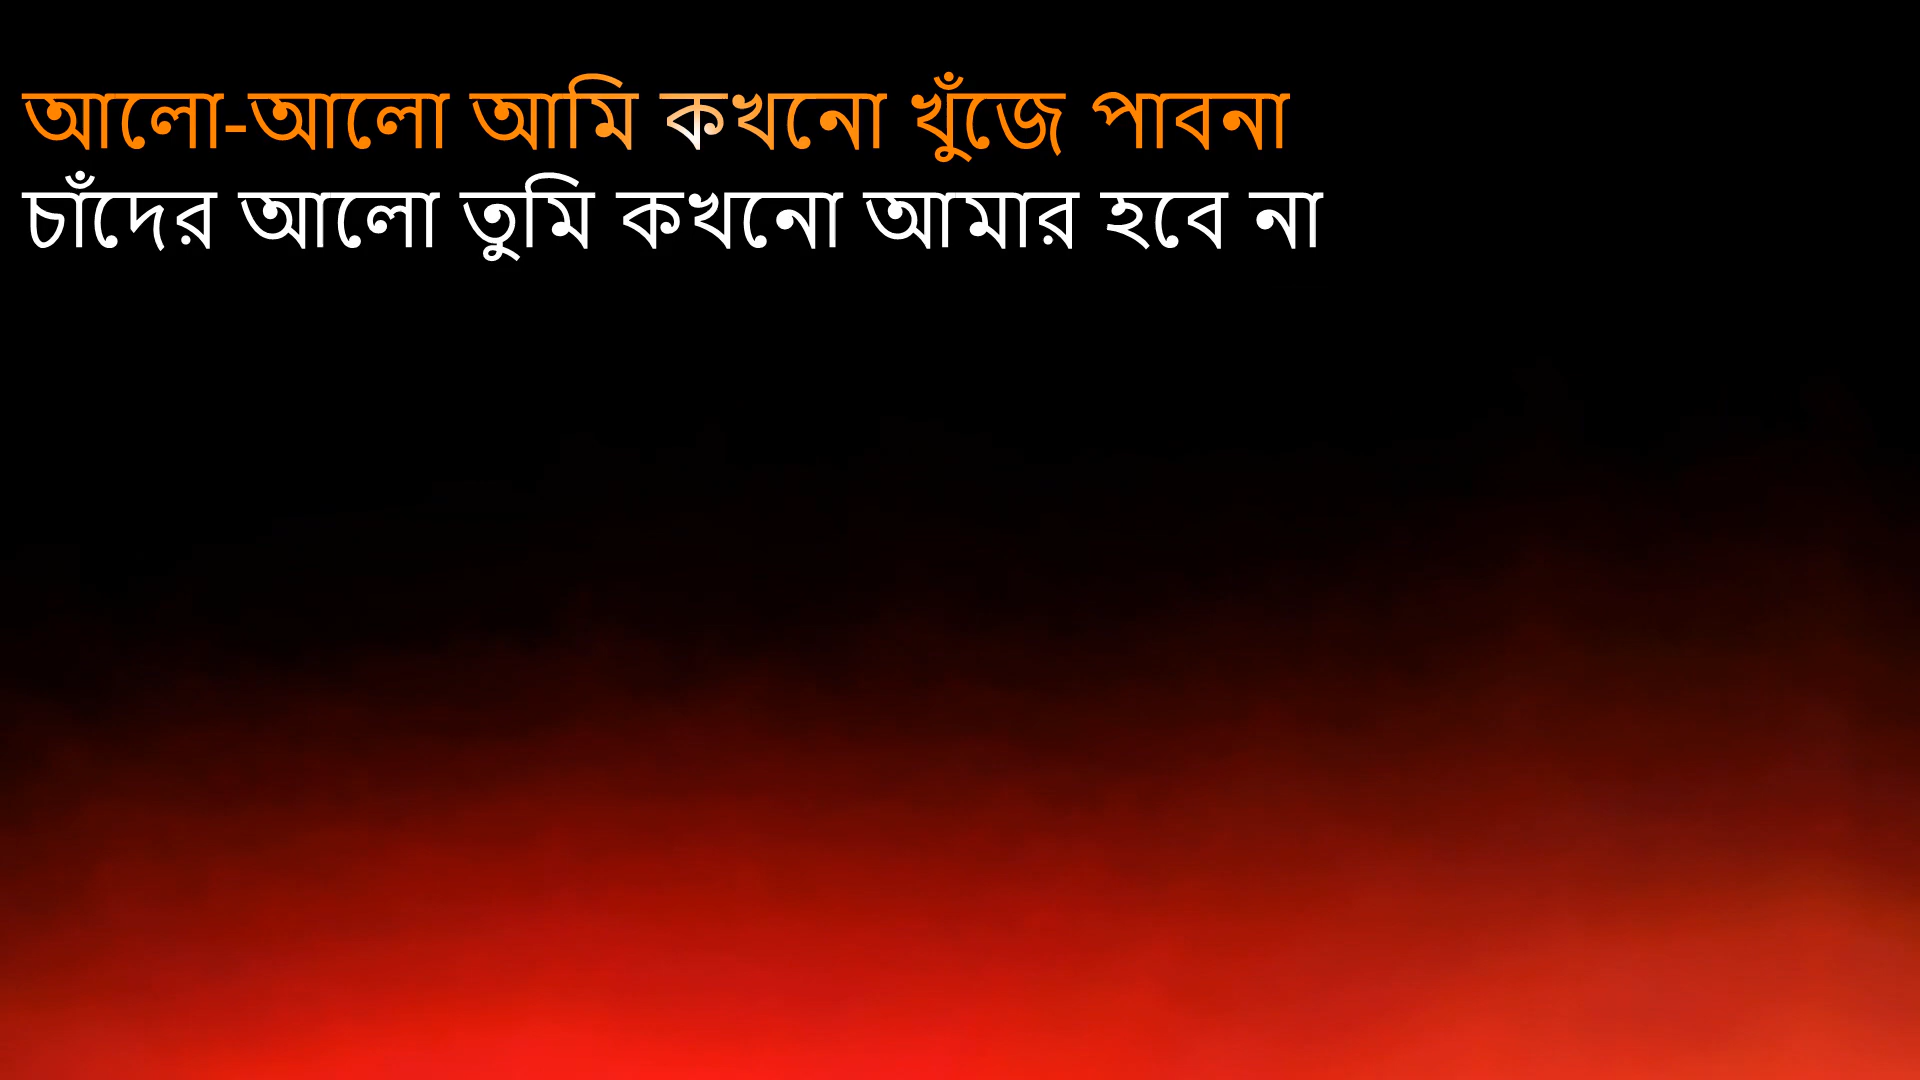 আলো-আলো আমি কখনো খুঁজে পাবনা
চাঁদের আলো তুমি কখনো আমার হবে না